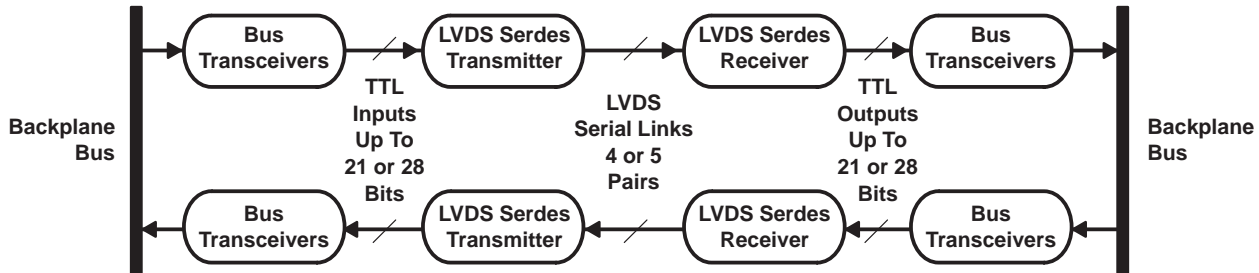 Bus
Transceivers
LVDS Serdes
Transmitter
LVDS Serdes
Receiver
Bus
Transceivers
Backplane
Bus
TTL
Inputs
Up To
21 or 28
Bits
LVDS
Serial Links
4 or 5
Pairs
TTL
Outputs
Up To
21 or 28
Bits
Backplane
Bus
Bus
Transceivers
LVDS Serdes
Transmitter
LVDS Serdes
Receiver
Bus
Transceivers